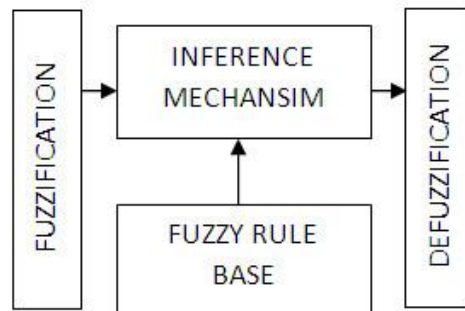 FUZZIFICATION
INFERENCE
MECHANSIM
FUZZY RULE
BASE
DEFUZZIFICATION